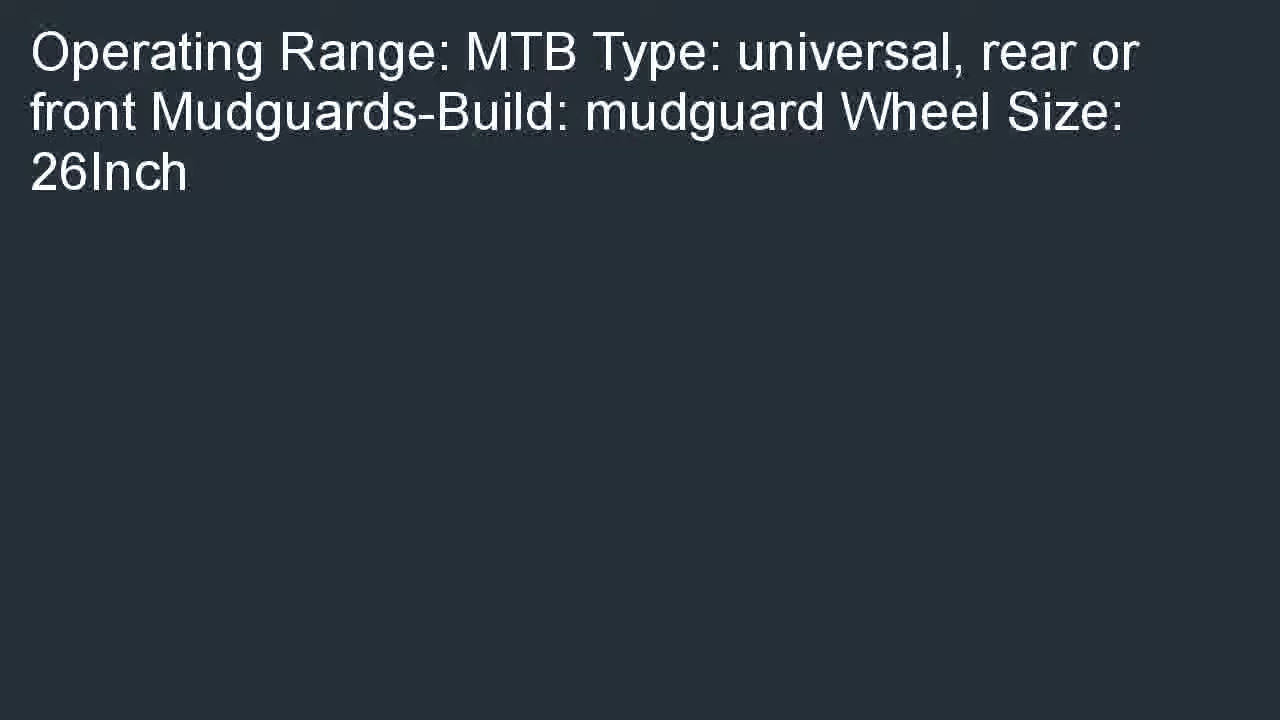 Operating Range: MTB Type: universal, rear or
front Mudguards-Build: mudguard Wheel Size:
26Inch